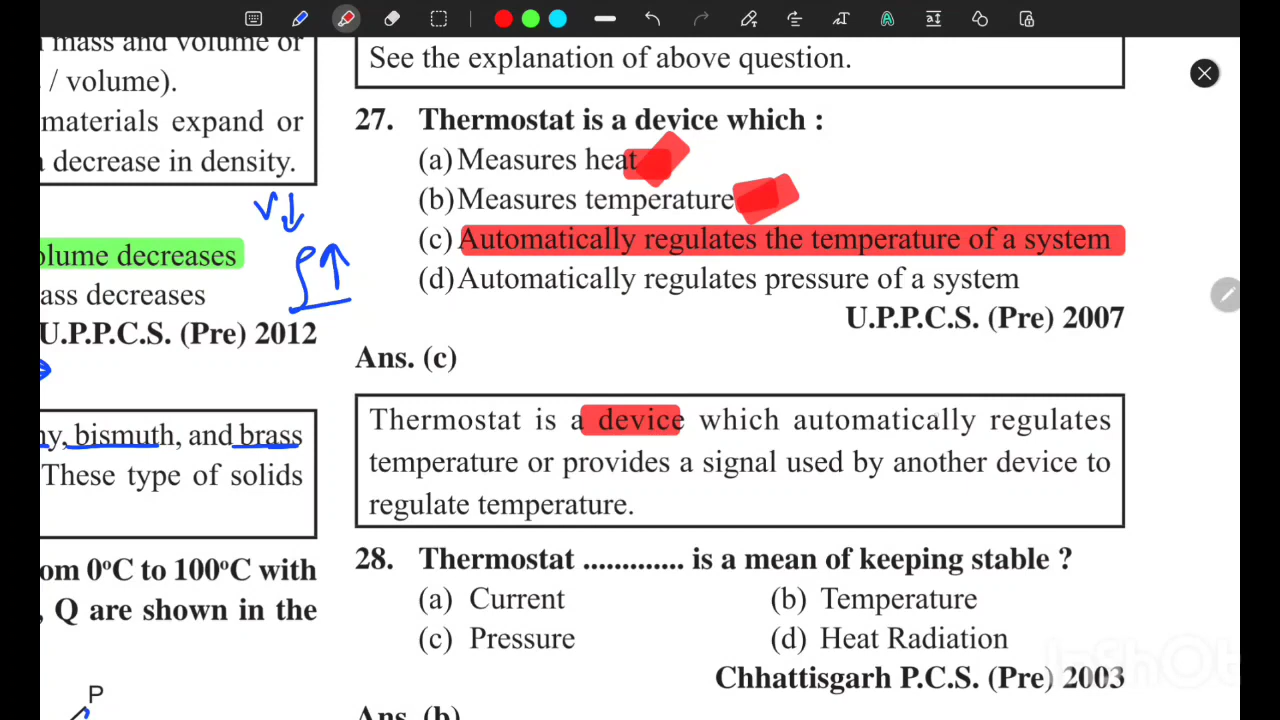 mass and volume or
/ volume).
materials expand or
decrease in density.
V↓
ρ↑
lume decreases
ass decreases
U.P.P.C.S. (Pre) 2012
bismuth, and brass
These type of solids
om 0°C to 100°C with
, Q are shown in the
P
See the explanation of above question.
27. Thermostat is a device which :
(a) Measures heat
(b) Measures temperature
(c) Automatically regulates the temperature of a system
(d) Automatically regulates pressure of a system
U.P.P.C.S. (Pre) 2007
Ans. (c)
Thermostat is a device which automatically regulates
temperature or provides a signal used by another device to
regulate temperature.
28. Thermostat ............. is a mean of keeping stable ?
(a) Current (b) Temperature
(c) Pressure (d) Heat Radiation
Chhattisgarh P.C.S. (Pre) 2003
Ans. (b)